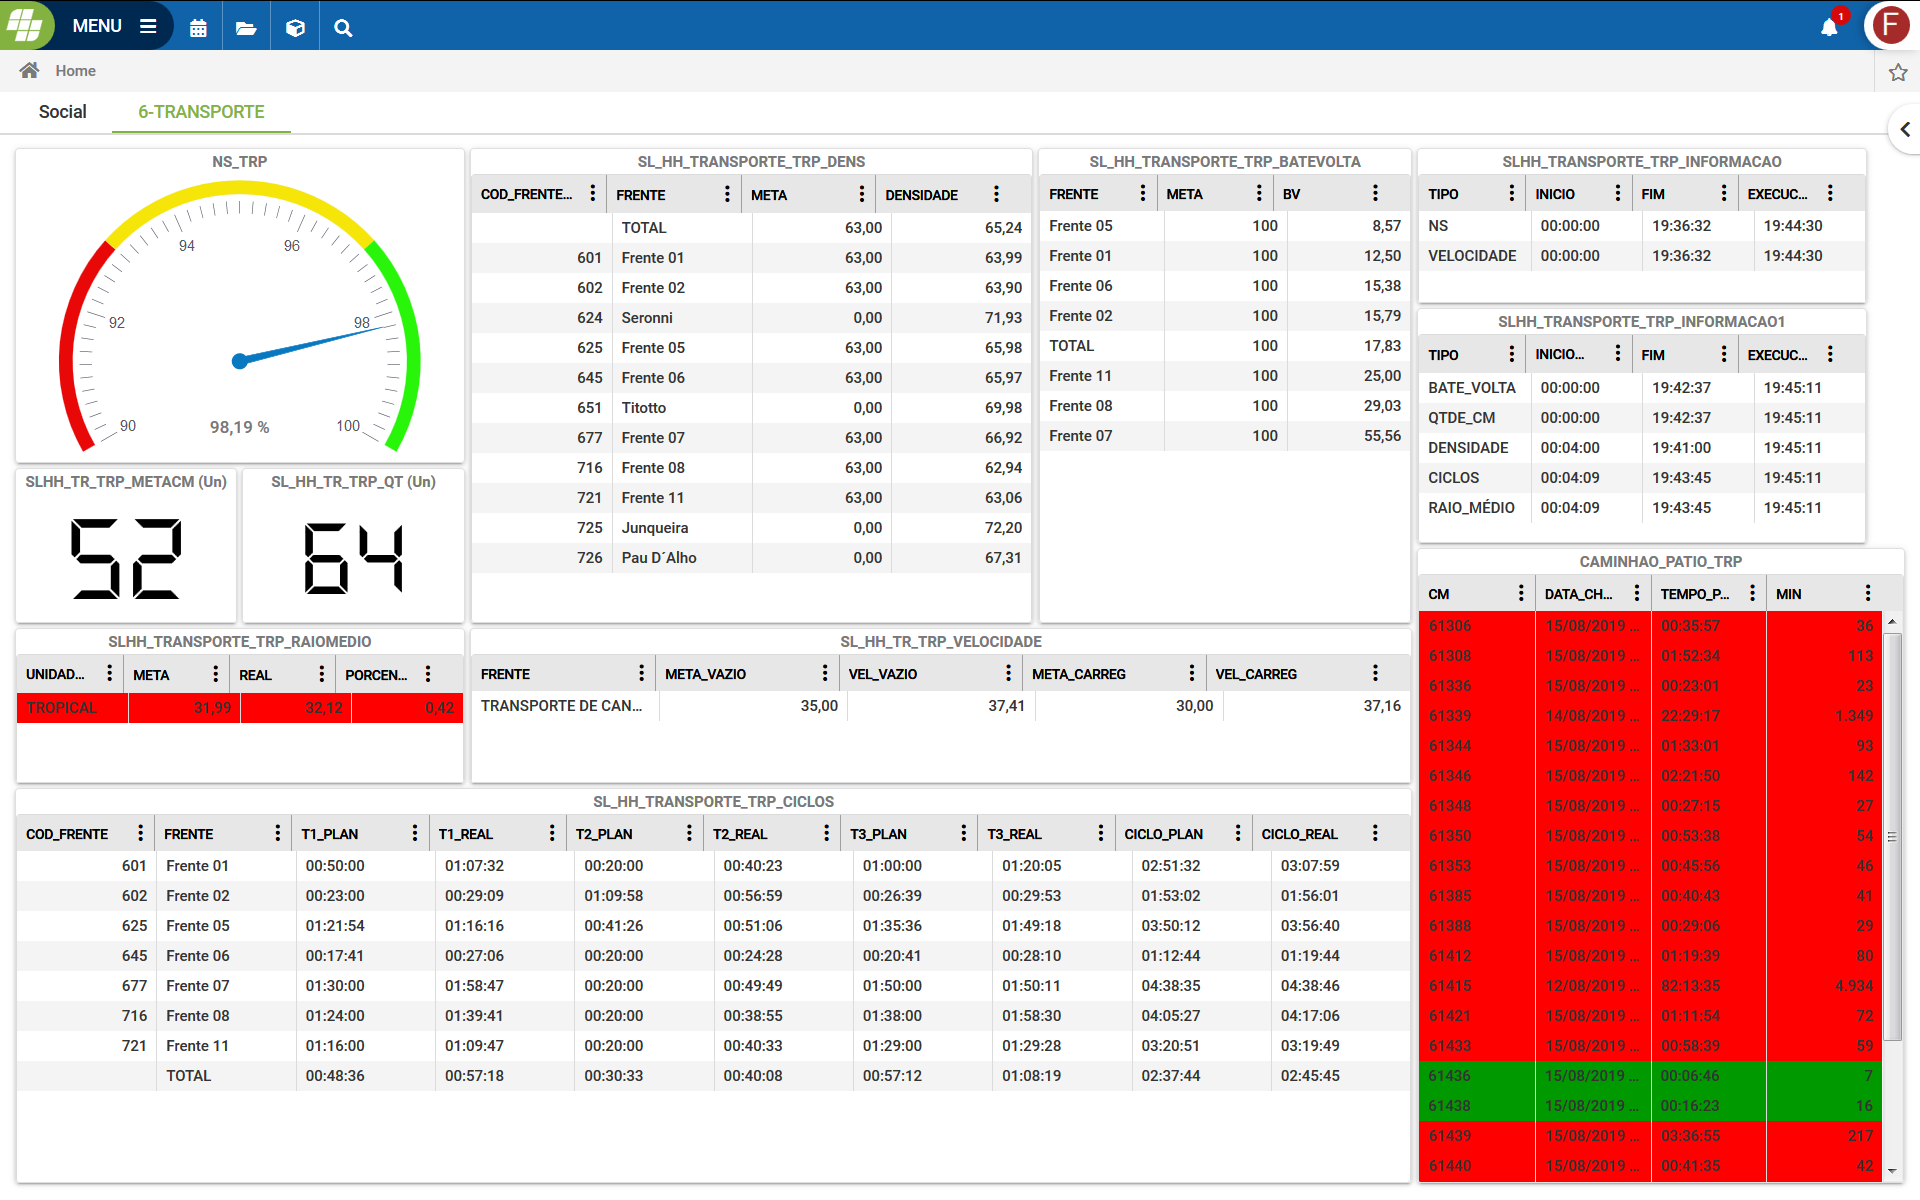 MENU
1
F
Home
Social
6-TRANSPORTE
NS_TRP
94
96
92
98
90
100
98,19 %
SLHH_TR_TRP_METACM (Un)
52
SL_HH_TR_TRP_QT (Un)
64
SL_HH_TRANSPORTE_TRP_DENS
COD_FRENTE... FRENTE META DENSIDADE
TOTAL 63,00 65,24
601 Frente 01 63,00 63,99
602 Frente 02 63,00 63,90
624 Seronni 0,00 71,93
625 Frente 05 63,00 65,98
645 Frente 06 63,00 65,97
651 Titotto 0,00 69,98
677 Frente 07 63,00 66,92
716 Frente 08 63,00 62,94
721 Frente 11 63,00 63,06
725 Junqueira 0,00 72,20
726 Pau D´Alho 0,00 67,31
SL_HH_TRANSPORTE_TRP_BATEVOLTA
FRENTE META BV
Frente 05 100 8,57
Frente 01 100 12,50
Frente 06 100 15,38
Frente 02 100 15,79
TOTAL 100 17,83
Frente 11 100 25,00
Frente 08 100 29,03
Frente 07 100 55,56
SLHH_TRANSPORTE_TRP_INFORMACAO
TIPO INICIO FIM EXECUC...
NS 00:00:00 19:36:32 19:44:30
VELOCIDADE 00:00:00 19:36:32 19:44:30
SLHH_TRANSPORTE_TRP_INFORMACAO1
TIPO INICIO... FIM EXECUC...
BATE_VOLTA 00:00:00 19:42:37 19:45:11
QTDE_CM 00:00:00 19:42:37 19:45:11
DENSIDADE 00:04:00 19:41:00 19:45:11
CICLOS 00:04:09 19:43:45 19:45:11
RAIO_MÉDIO 00:04:09 19:43:45 19:45:11
SLHH_TRANSPORTE_TRP_RAIOMEDIO
UNIDAD... META REAL PORCEN...
TROPICAL 31,99 32,12 0,42
SL_HH_TR_TRP_VELOCIDADE
FRENTE META_VAZIO VEL_VAZIO META_CARREG VEL_CARREG
TRANSPORTE DE CAN... 35,00 37,41 30,00 37,16
SL_HH_TRANSPORTE_TRP_CICLOS
COD_FRENTE FRENTE T1_PLAN T1_REAL T2_PLAN T2_REAL T3_PLAN T3_REAL CICLO_PLAN CICLO_REAL
601 Frente 01 00:50:00 01:07:32 00:20:00 00:40:23 01:00:00 01:20:05 02:51:32 03:07:59
602 Frente 02 00:23:00 00:29:09 01:09:58 00:56:59 00:26:39 00:29:53 01:53:02 01:56:01
625 Frente 05 01:21:54 01:16:16 00:41:26 00:51:06 01:35:36 01:49:18 03:50:12 03:56:40
645 Frente 06 00:17:41 00:27:06 00:20:00 00:24:28 00:20:41 00:28:10 01:12:44 01:19:44
677 Frente 07 01:30:00 01:58:47 00:20:00 00:49:49 01:50:00 01:50:11 04:38:35 04:38:46
716 Frente 08 01:24:00 01:39:41 00:20:00 00:38:55 01:38:00 01:58:30 04:05:27 04:17:06
721 Frente 11 01:16:00 01:09:47 00:20:00 00:40:33 01:29:00 01:29:28 03:20:51 03:19:49
TOTAL 00:48:36 00:57:18 00:30:33 00:40:08 00:57:12 01:08:19 02:37:44 02:45:45
CAMINHAO_PATIO_TRP
CM DATA_CH... TEMPO_P... MIN
61306 15/08/2019 ... 00:35:57 36
61308 15/08/2019 ... 01:52:34 113
61336 15/08/2019 ... 00:23:01 23
61339 14/08/2019 ... 22:29:17 1.349
61344 15/08/2019 ... 01:33:01 93
61346 15/08/2019 ... 02:21:50 142
61348 15/08/2019 ... 00:27:15 27
61350 15/08/2019 ... 00:53:38 54
61353 15/08/2019 ... 00:45:56 46
61385 15/08/2019 ... 00:40:43 41
61388 15/08/2019 ... 00:29:06 29
61412 15/08/2019 ... 01:19:39 80
61415 12/08/2019 ... 82:13:35 4.934
61421 15/08/2019 ... 01:11:54 72
61433 15/08/2019 ... 00:58:39 59
61436 15/08/2019 ... 00:06:46 7
61438 15/08/2019 ... 00:16:23 16
61439 15/08/2019 ... 03:36:55 217
61440 15/08/2019 ... 00:41:35 42